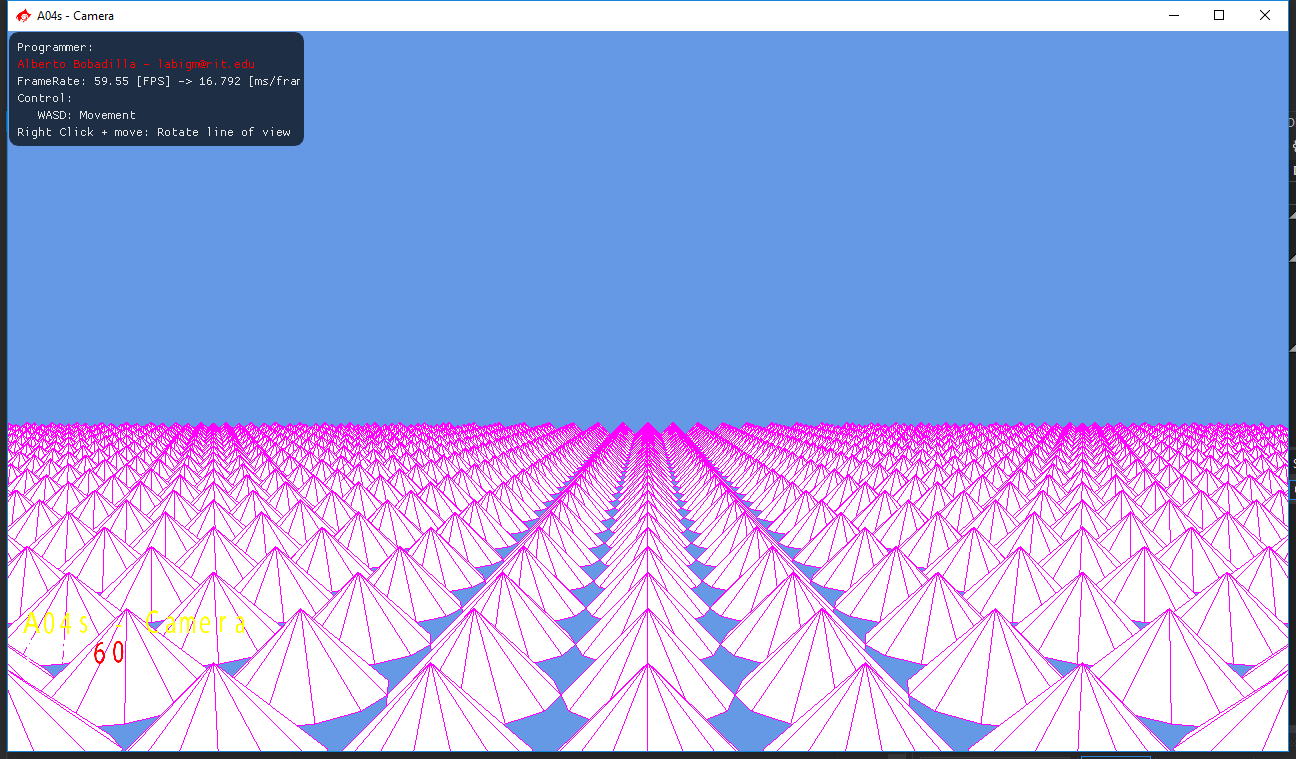 A04s - Camera
Programmer:
Alberto Bobadilla - labigm@rit.edu
FrameRate: 59.55 [FPS] -> 16.792 [ms/fran
Control:
WASD: Movement
Right Click + move: Rotate line of view
A04s - Camera
60